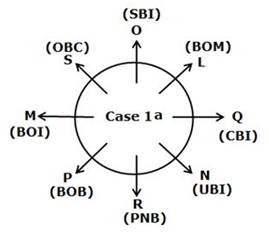 (SBI)
O
(OBC)
S
(BOM)
L
M
(BOI)
Case 1a
Q
(CBI)
P
(BOB)
R
(PNB)
N
(UBI)